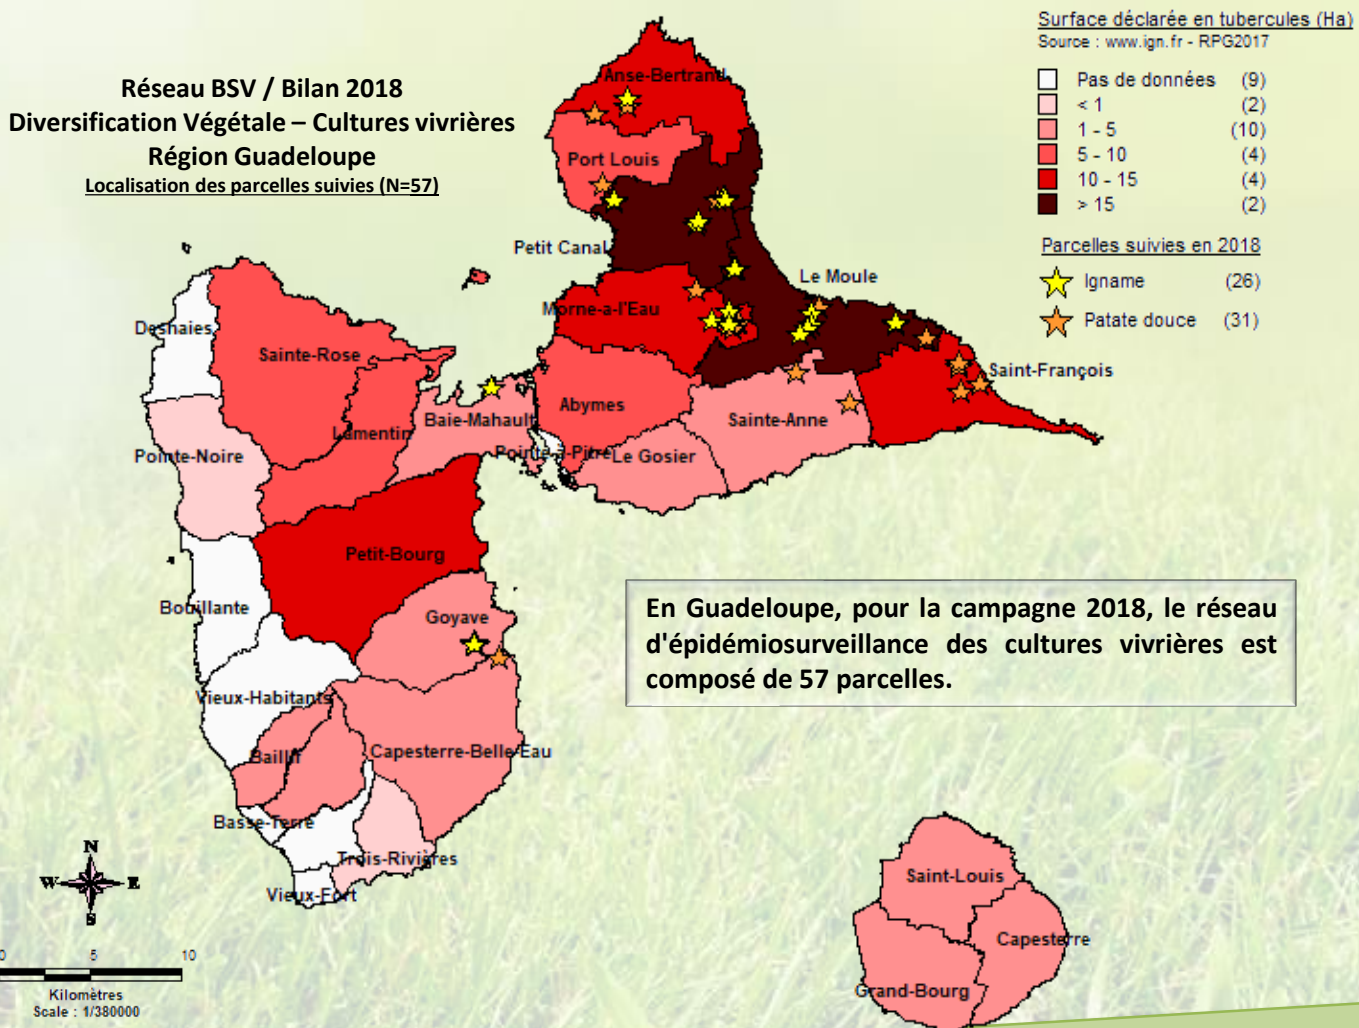 Réseau BSV / Bilan 2018
Diversification Végétale – Cultures vivrières
Région Guadeloupe
Localisation des parcelles suivies (N=57)
Surface déclarée en tubercules (Ha)
Source : www.ign.fr - RPG2017
Pas de données (9)
< 1 (2)
1 - 5 (10)
5 - 10 (4)
10 - 15 (4)
> 15 (2)
Parcelles suivies en 2018
Igname (26)
Patate douce (31)
Anse-Bertrand
Port Louis
Petit Canal
Le Moule
Morne-a-l'Eau
Deshaies
Sainte-Rose
Saint-François
Lamentin
Baie-Mahault
Abymes
Sainte-Anne
Pointe-Noire
Pointe-à-Pitre
Le Gosier
Petit-Bourg
Bouillante
Goyave
Vieux-Habitants
Baillif
Capesterre-Belle-Eau
Basse-Terre
Trois-Rivières
Vieux-Fort
En Guadeloupe, pour la campagne 2018, le réseau
d'épidémiosurveillance des cultures vivrières est
composé de 57 parcelles.
Saint-Louis
Capesterre
Grand-Bourg
N
W E
S
0 5 10
Kilomètres
Scale : 1/380000